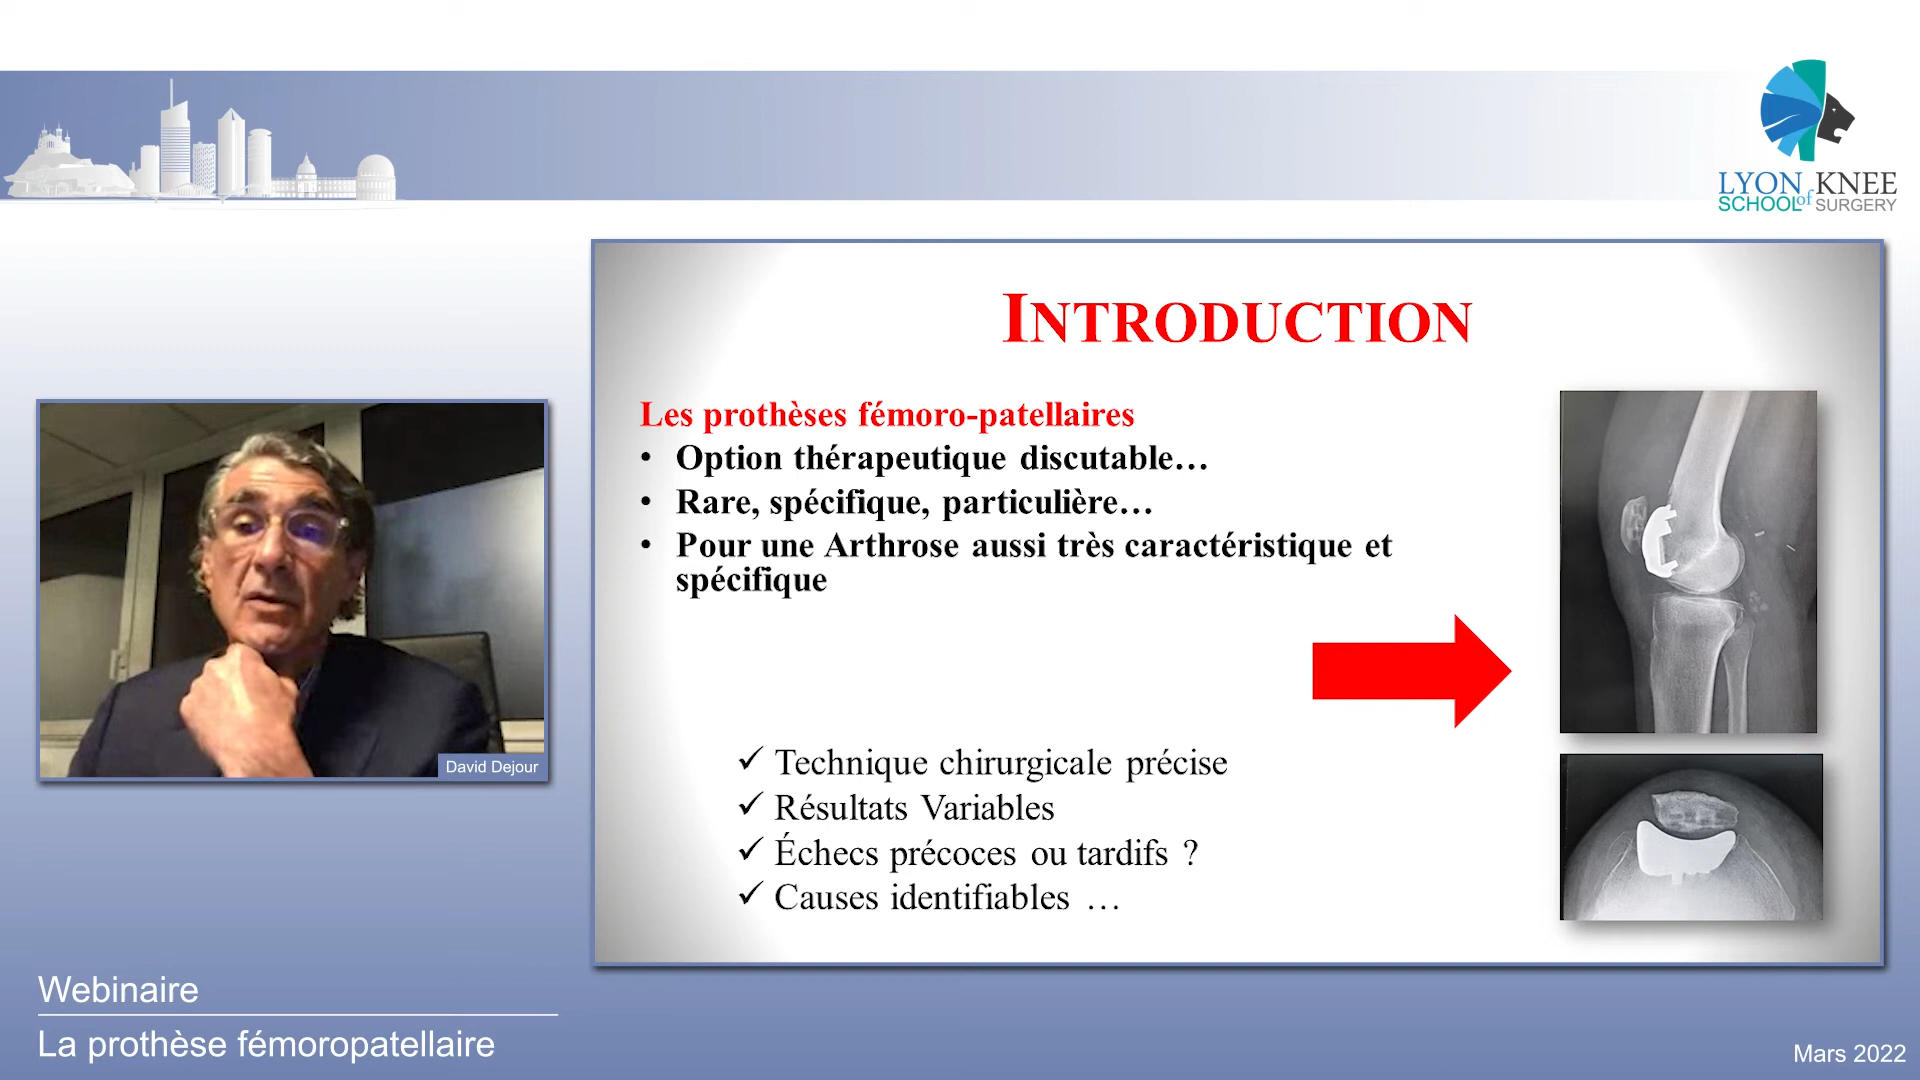 LYON KNEE
SCHOOL of SURGERY
INTRODUCTION
Les prothèses fémoro-patellaires
• Option thérapeutique discutable…
• Rare, spécifique, particulière…
• Pour une Arthrose aussi très caractéristique et
spécifique
✓ Technique chirurgicale précise
✓ Résultats Variables
✓ Échecs précoces ou tardifs ?
✓ Causes identifiables …
David Dejour
Webinaire
La prothèse fémoropatellaire
Mars 2022